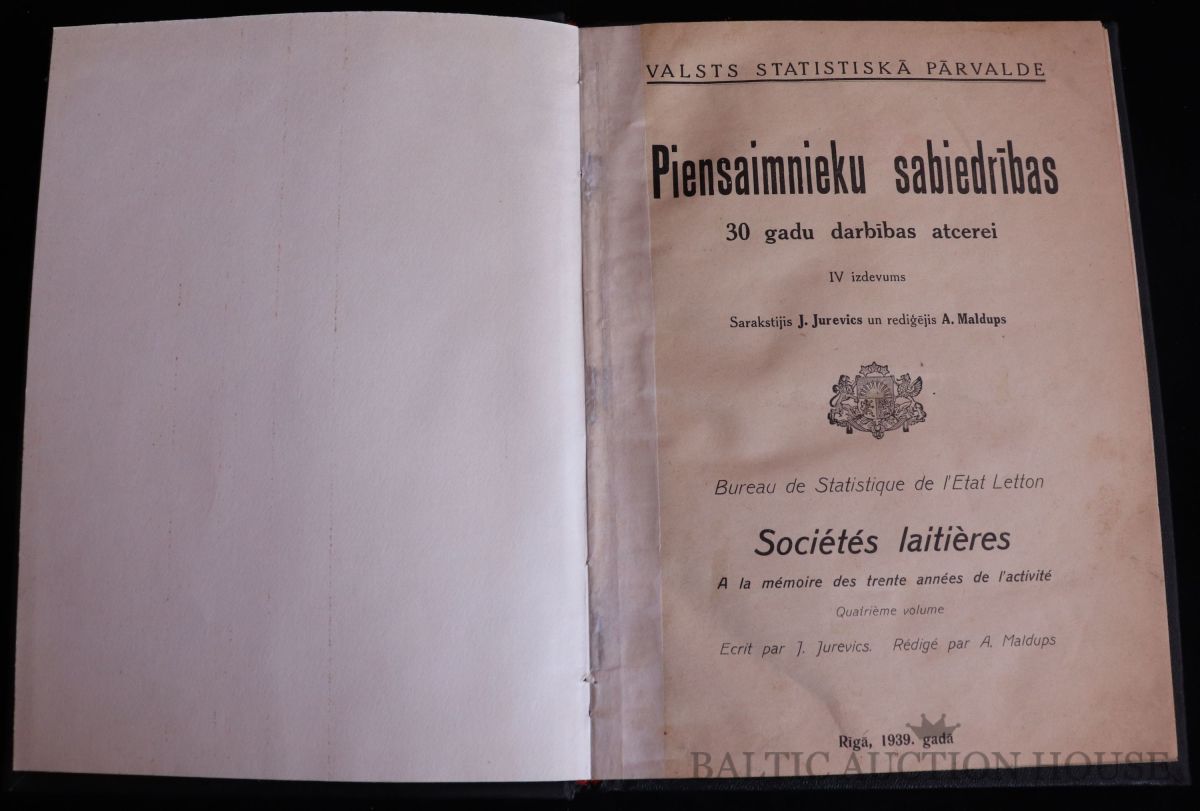 VALSTS STATISTISKĀ PĀRVALDE
Piensaimnieku sabiedrības
30 gadu darbības atcerei
IV izdevums
Sarakstijis J. Jurevics un rediģējis A. Maldups
Bureau de Statistique de l'Etat Letton
Sociétés laitières
A la mémoire des trente années de l'activité
Quatrième volume
Ecrit par J. Jurevics. Rédigé par A. Maldups
Rīgā, 1939. gadā
BALTIC AUCTION HOUSE